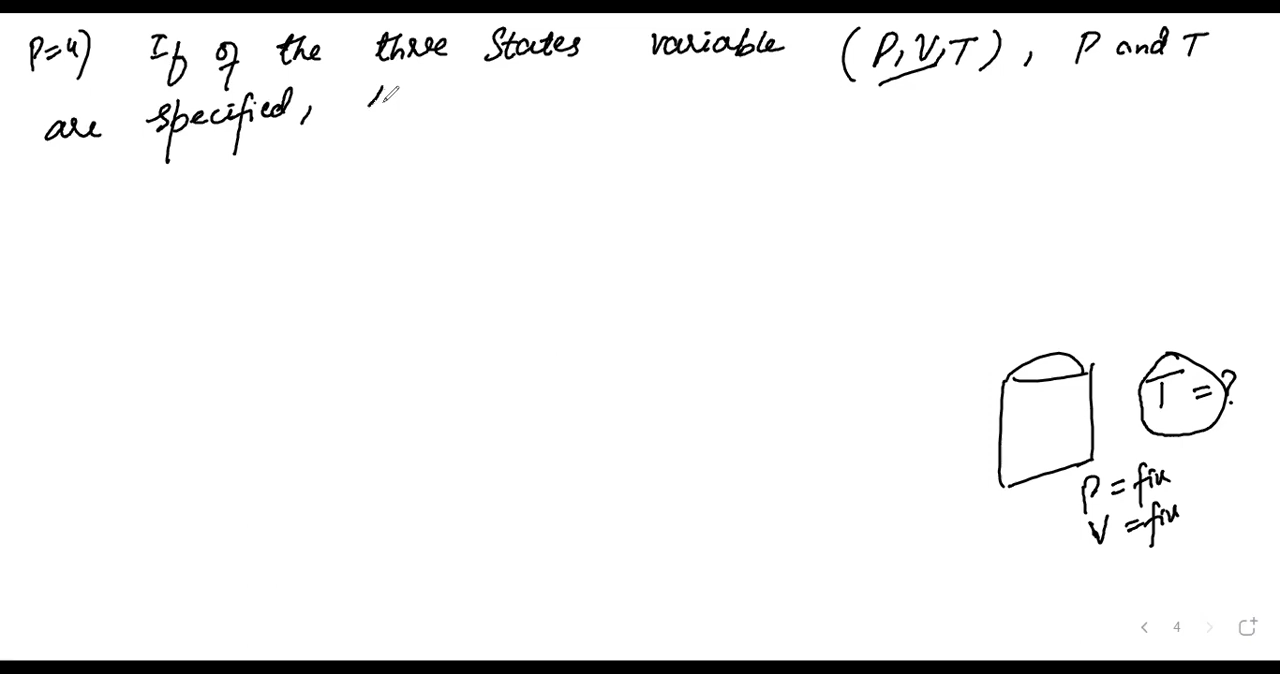 P=4) If of the three States variable (P,V,T), P and T
are specified,
T = ?
P = fix
V = fix
4